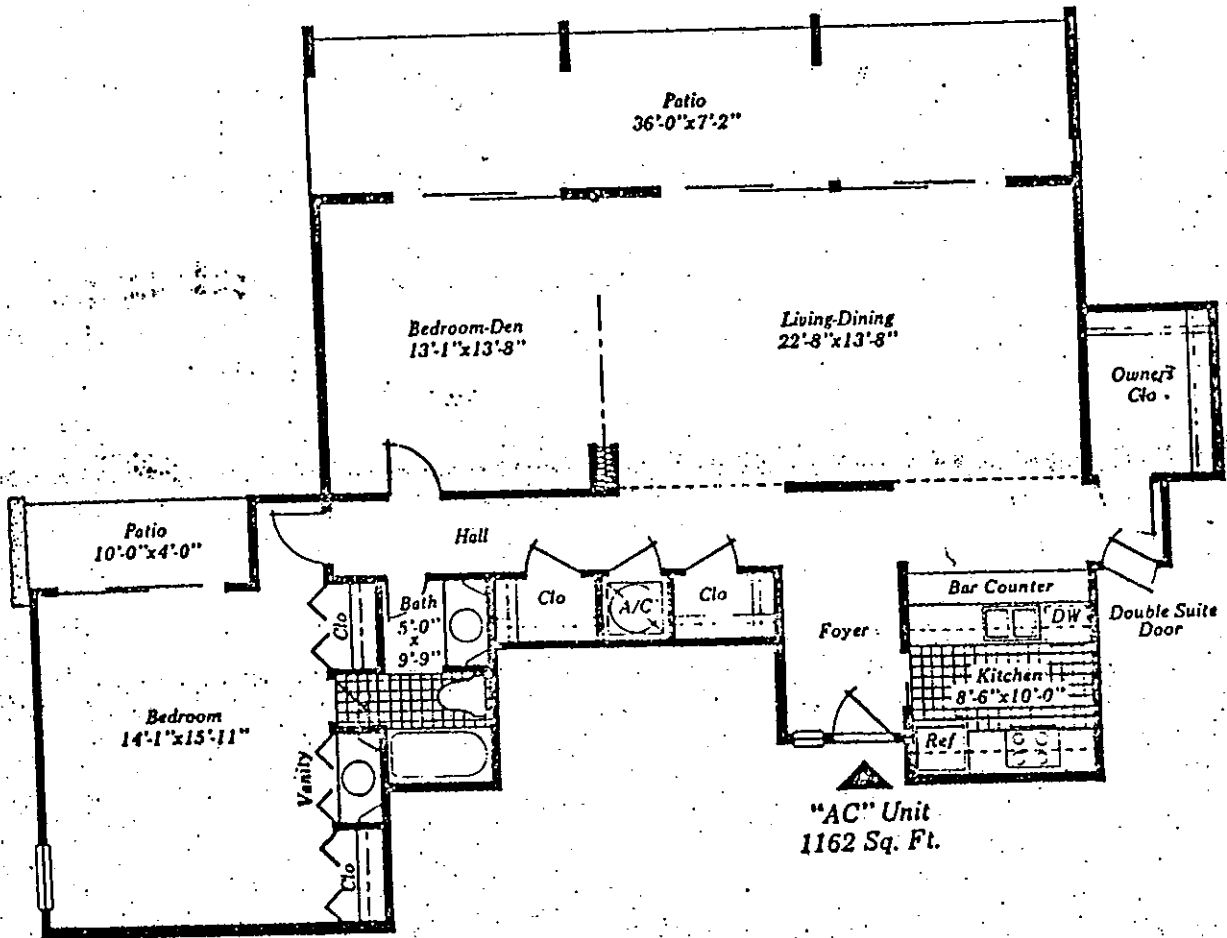 Patio
36'-0"x7'-2"
Bedroom-Den
13'-1"x13'-8"
Living-Dining
22'-8"x13'-8"
Owner's
Clo.
Patio
10'-0"x4'-0"
Hall
Clo
Bath
5'-0"
x
9'-9"
Clo
A/C
Clo
Foyer
Bar Counter
DW
Double Suite
Door
Kitchen
8'-6"x10'-0"
Ref
Bedroom
14'-1"x15'-11"
Vanity
Clo
"AC" Unit
1162 Sq. Ft.